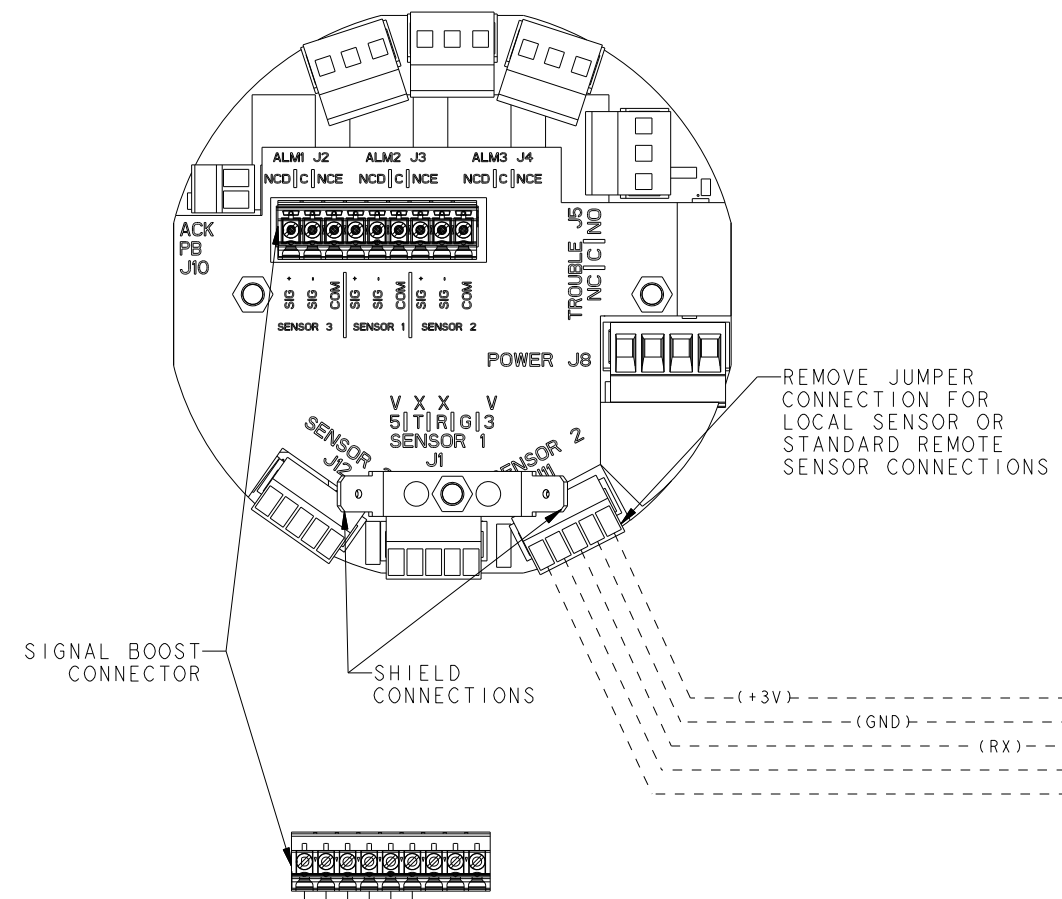 ALM1 J2 ALM2 J3 ALM3 J4
NCD|C|NCE NCD|C|NCE NCD|C|NCE
ACK
PB
J10
TROUBLE J5
NC|C|NO
+ - + - + -
SIG SIG COM SIG SIG COM SIG SIG COM
SENSOR 3 SENSOR 1 SENSOR 2
POWER J8
V X X V
5|T|R|G|3
SENSOR 1
J1
SENSOR
J12
ENSOR 2
J11
REMOVE JUMPER
CONNECTION FOR
LOCAL SENSOR OR
STANDARD REMOTE
SENSOR CONNECTIONS
SIGNAL BOOST
CONNECTOR
SHIELD
CONNECTIONS
(+3V)
(GND)
(RX)